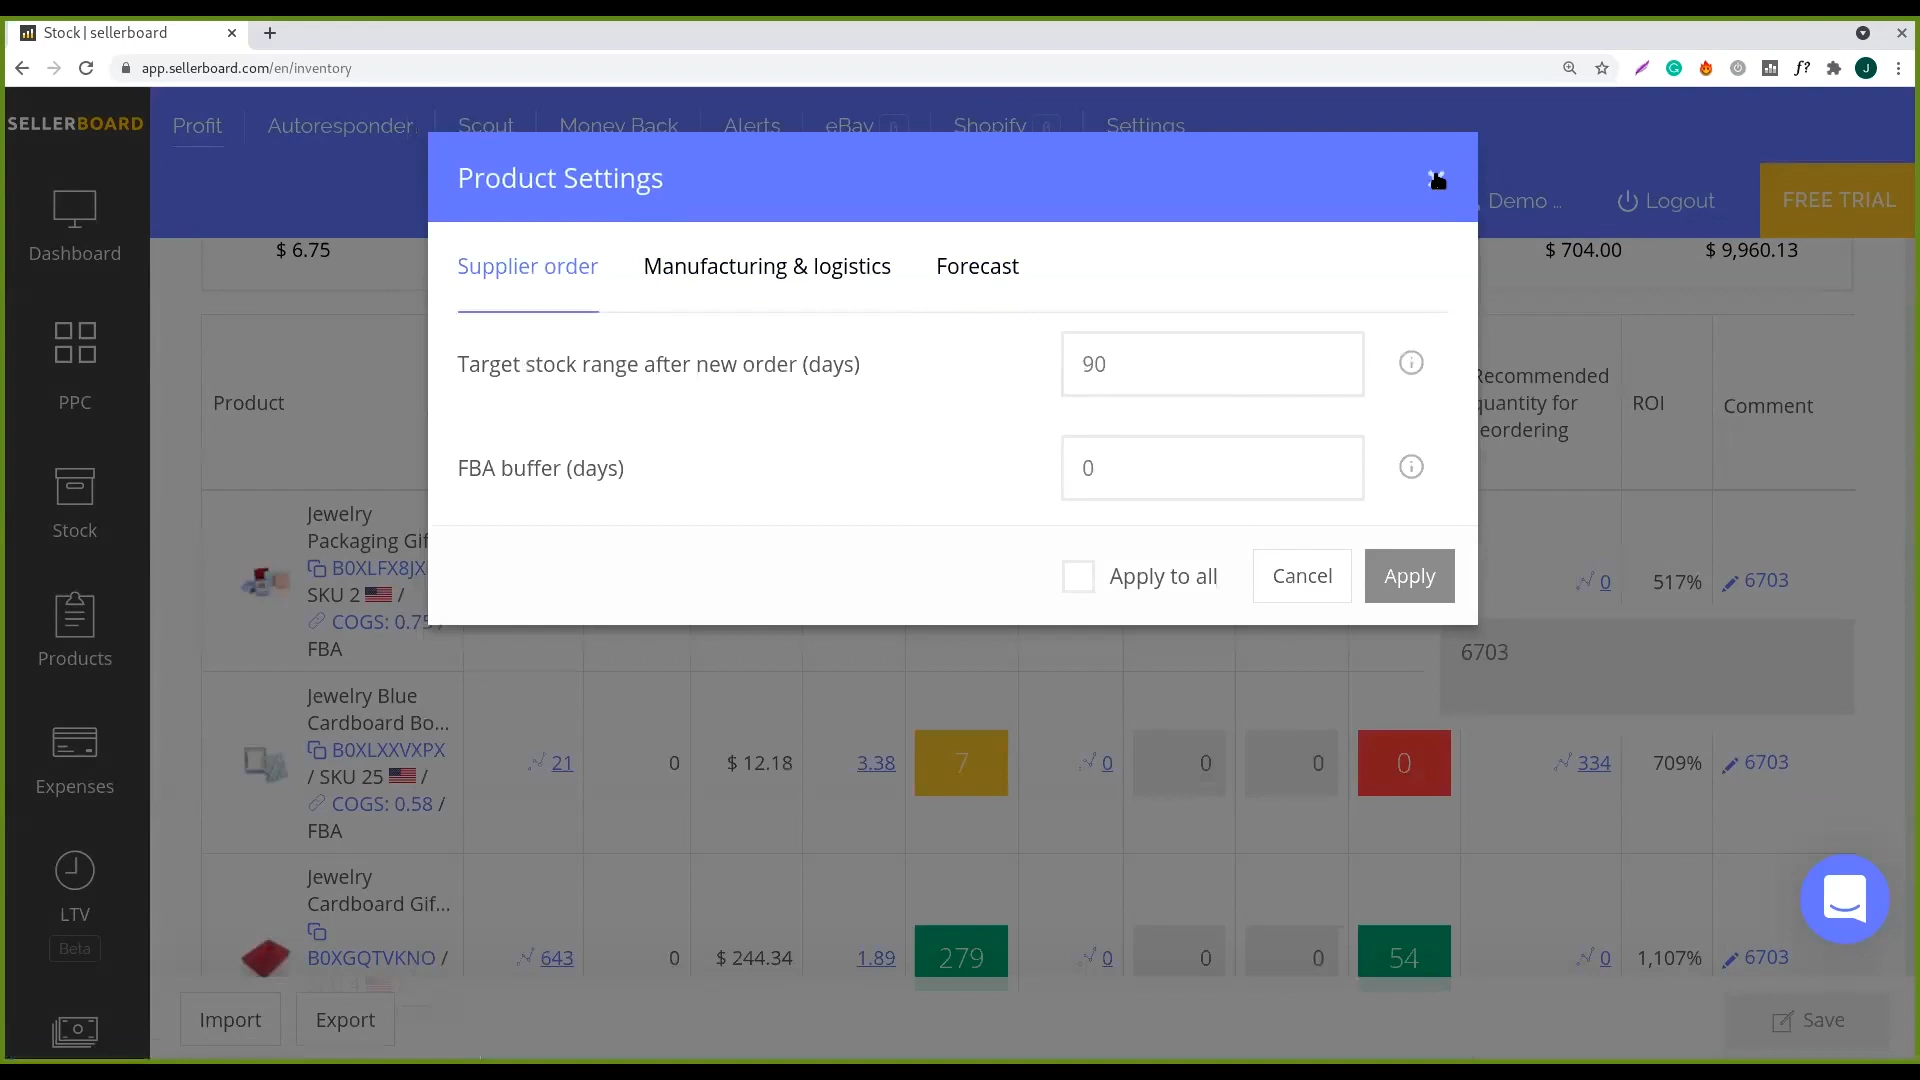 Stock | sellerboard
app.sellerboard.com/en/inventory
J
SELLERBOARD
Profit
Autoresponder
Scout
Money Back
Alerts
eBay β
Shopify β
Settings
Demo ...
Logout
FREE TRIAL
Dashboard
PPC
Stock
Products
Expenses
LTV
Beta
Product Settings
Supplier order
Manufacturing & logistics
Forecast
Target stock range after new order (days)
90
FBA buffer (days)
0
Apply to all
Cancel
Apply
$ 6.75
$ 704.00
$ 9,960.13
Product
Recommended
quantity for
reordering
ROI
Comment
Jewelry
Packaging Gif
B0XLFX8JX
SKU 2 /
COGS: 0.75 /
FBA
0
517%
6703
6703
Jewelry Blue
Cardboard Bo...
B0XLXXVXPX
/ SKU 25 /
COGS: 0.58 /
FBA
21
0
$ 12.18
3.38
7
0
0
0
0
334
709%
6703
Jewelry
Cardboard Gif...
B0XGQTVKNO /
643
0
$ 244.34
1.89
279
0
0
0
54
0
1,107%
6703
Import
Export
Save